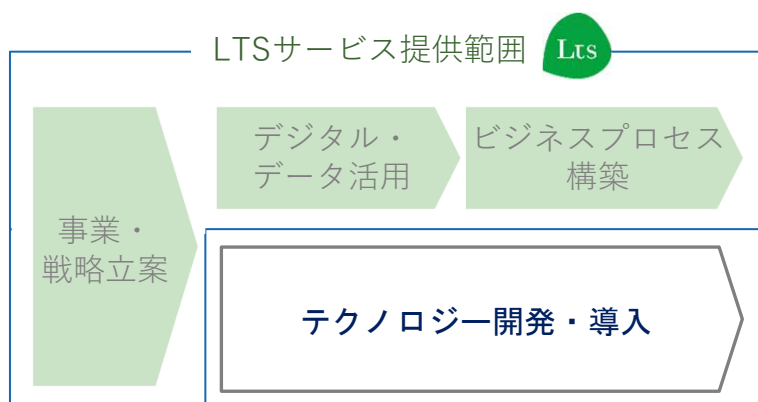 LTSサービス提供範囲 Lts
デジタル・
データ活用
ビジネスプロセス
構築
事業・
戦略立案
テクノロジー開発・導入